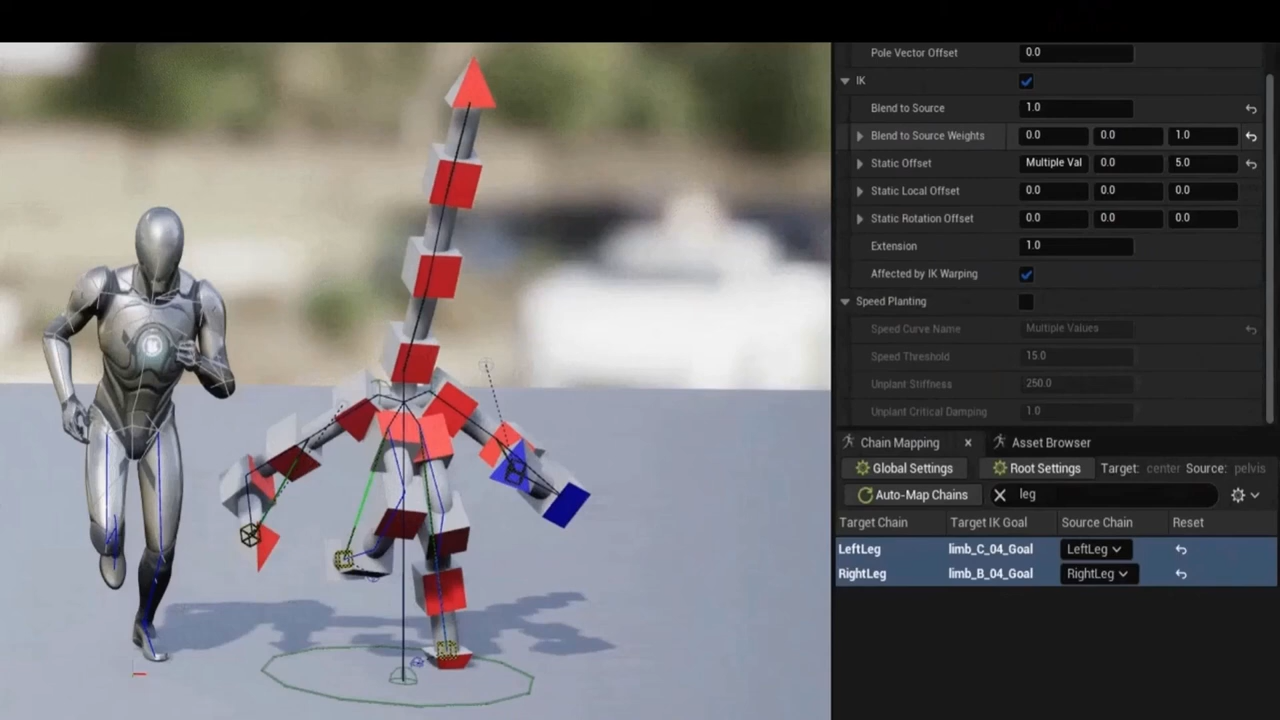 Pole Vector Offset 0.0
IK
Blend to Source 1.0
Blend to Source Weights 0.0 0.0 1.0
Static Offset Multiple Val 0.0 5.0
Static Local Offset 0.0 0.0 0.0
Static Rotation Offset 0.0 0.0 0.0
Extension 1.0
Affected by IK Warping
Speed Planting
Speed Curve Name Multiple Values
Speed Threshold 15.0
Unplant Stiffness 250.0
Unplant Critical Damping 1.0
Chain Mapping × Asset Browser
Global Settings Root Settings Target: center Source: pelvis
Auto-Map Chains leg
Target Chain Target IK Goal Source Chain Reset
LeftLeg limb_C_04_Goal LeftLeg
RightLeg limb_B_04_Goal RightLeg